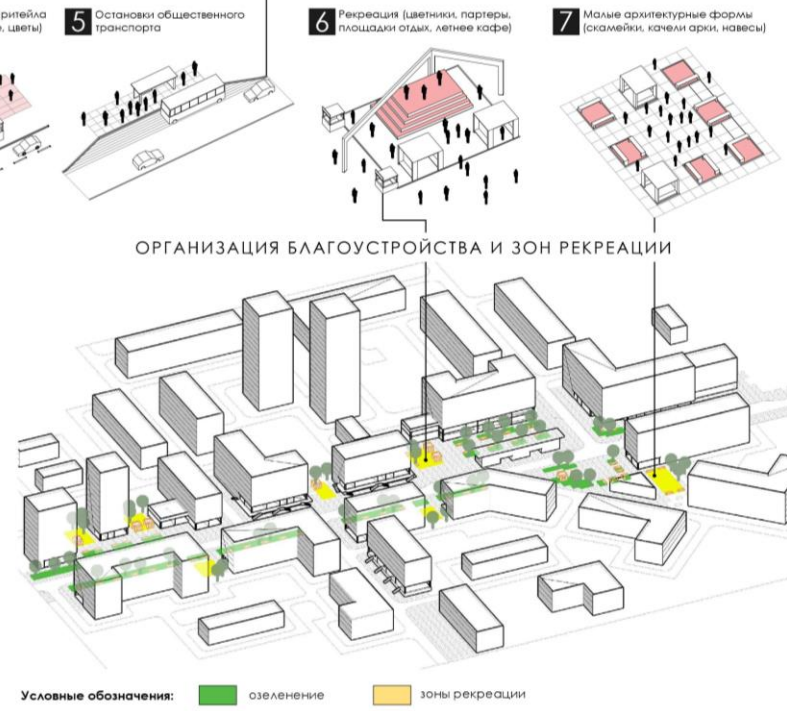 ритейла
, цветы)
5 Остановки общественного
транспорта
6 Рекреация (цветники, партеры,
площадки отдых, летнее кафе)
7 Малые архитектурные формы
(скамейки, качели арки, навесы)
ОРГАНИЗАЦИЯ БЛАГОУСТРОЙСТВА И ЗОН РЕКРЕАЦИИ
Условные обозначения: озеленение зоны рекреации